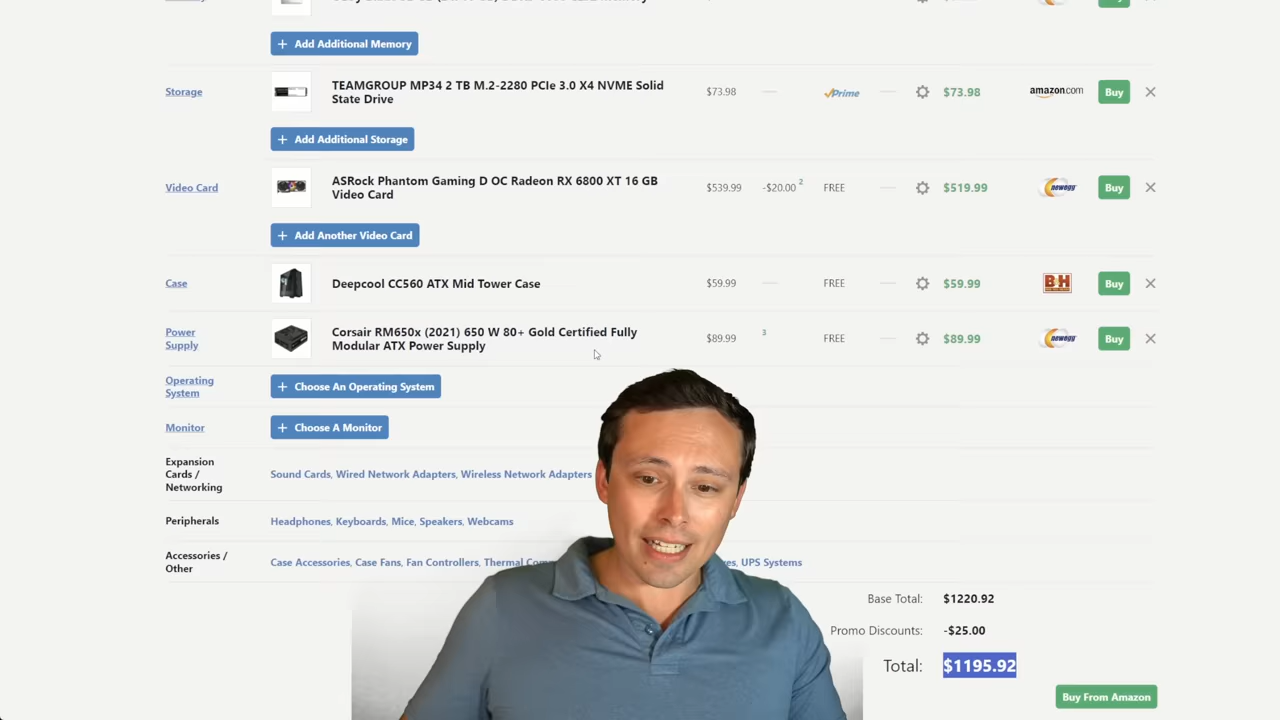 Add Additional Memory
Storage
TEAMGROUP MP34 2 TB M.2-2280 PCIe 3.0 X4 NVME Solid
State Drive
$73.98
Prime
$73.98
amazon.com
Buy
Add Additional Storage
Video Card
ASRock Phantom Gaming D OC Radeon RX 6800 XT 16 GB
Video Card
$539.99
-$20.00 2
FREE
$519.99
newegg
Buy
Add Another Video Card
Case
Deepcool CC560 ATX Mid Tower Case
$59.99
FREE
$59.99
B&H
Buy
Power
Supply
Corsair RM650x (2021) 650 W 80+ Gold Certified Fully
Modular ATX Power Supply
$89.99
3
FREE
$89.99
newegg
Buy
Operating
System
Choose An Operating System
Monitor
Choose A Monitor
Expansion
Cards /
Networking
Sound Cards, Wired Network Adapters, Wireless Network Adapters
Peripherals
Headphones, Keyboards, Mice, Speakers, Webcams
Accessories /
Other
Case Accessories, Case Fans, Fan Controllers, Thermal UPS Systems
Base Total: $1220.92
Promo Discounts: -$25.00
Total: $1195.92
Buy From Amazon